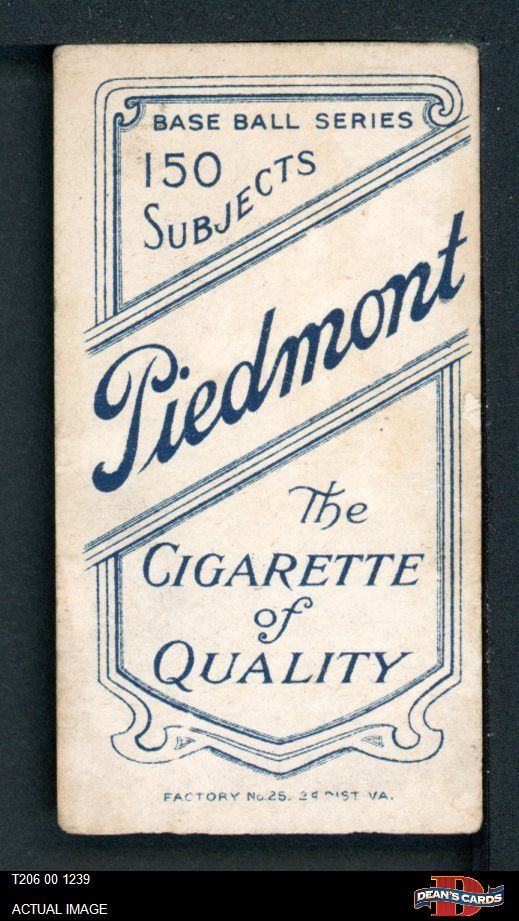 BASE BALL SERIES
150
SUBJECTS
Piedmont
The
CIGARETTE
of
QUALITY
FACTORY No. 25. 2d DIST VA.
T206 00 1239
ACTUAL IMAGE
D
DEAN'S CARDS